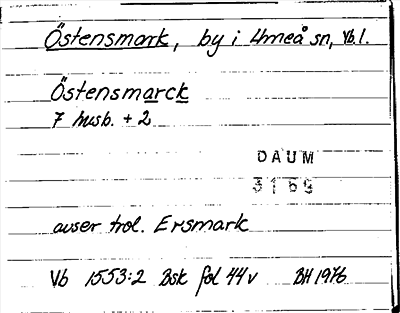 Östensmark, by i Umeå sn, Vb. l.
Östensmarck
7 husb. + 2
DAUM
3169
avser trol. Ersmark
Vb 1553:2 Bsk fol 44v BH 1976